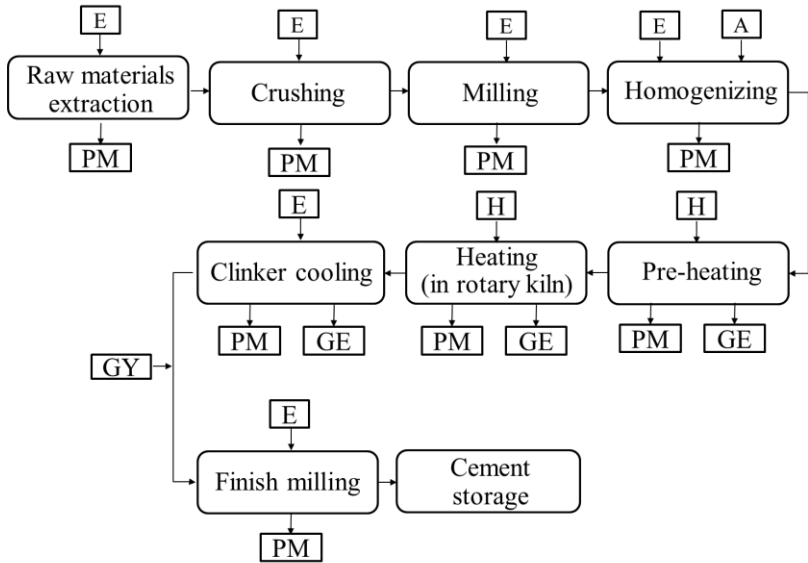 E
E
E
E
A
Raw materials
extraction
Crushing
Milling
Homogenizing
PM
PM
PM
PM
E
H
H
Clinker cooling
Heating
(in rotary kiln)
Pre-heating
PM
GE
PM
GE
PM
GE
GY
E
Finish milling
Cement
storage
PM